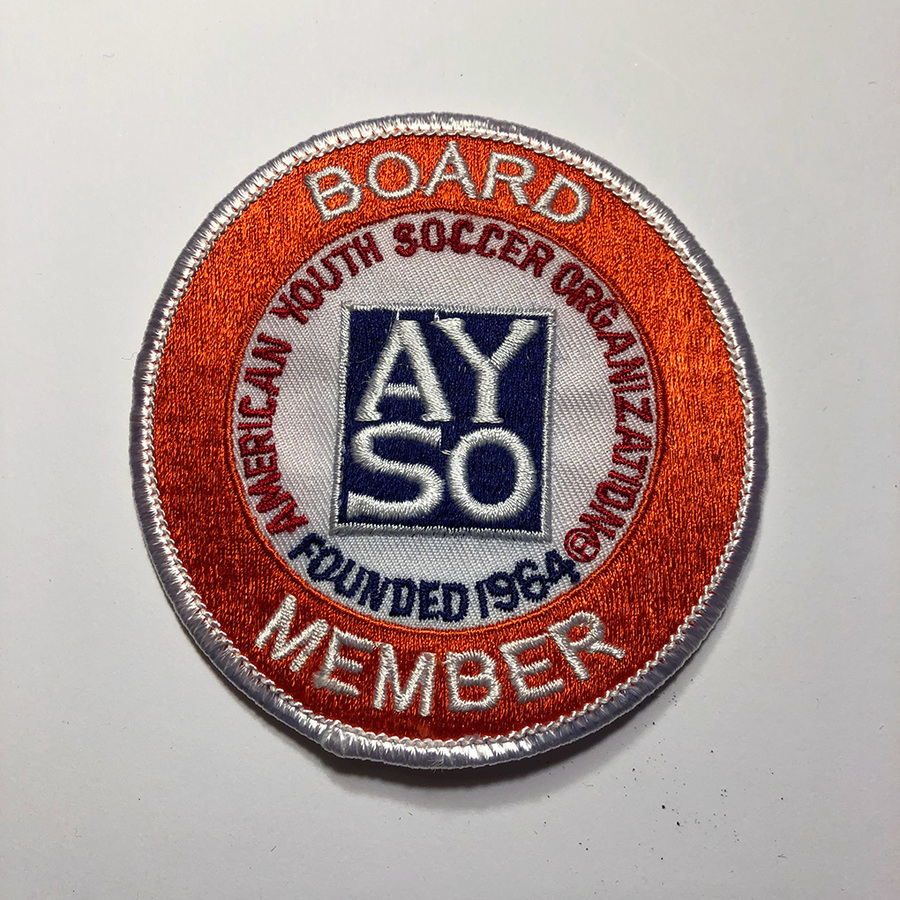 BOARD
AMERICAN YOUTH SOCCER ORGANIZATION®
AY
SO
FOUNDED 1964
MEMBER